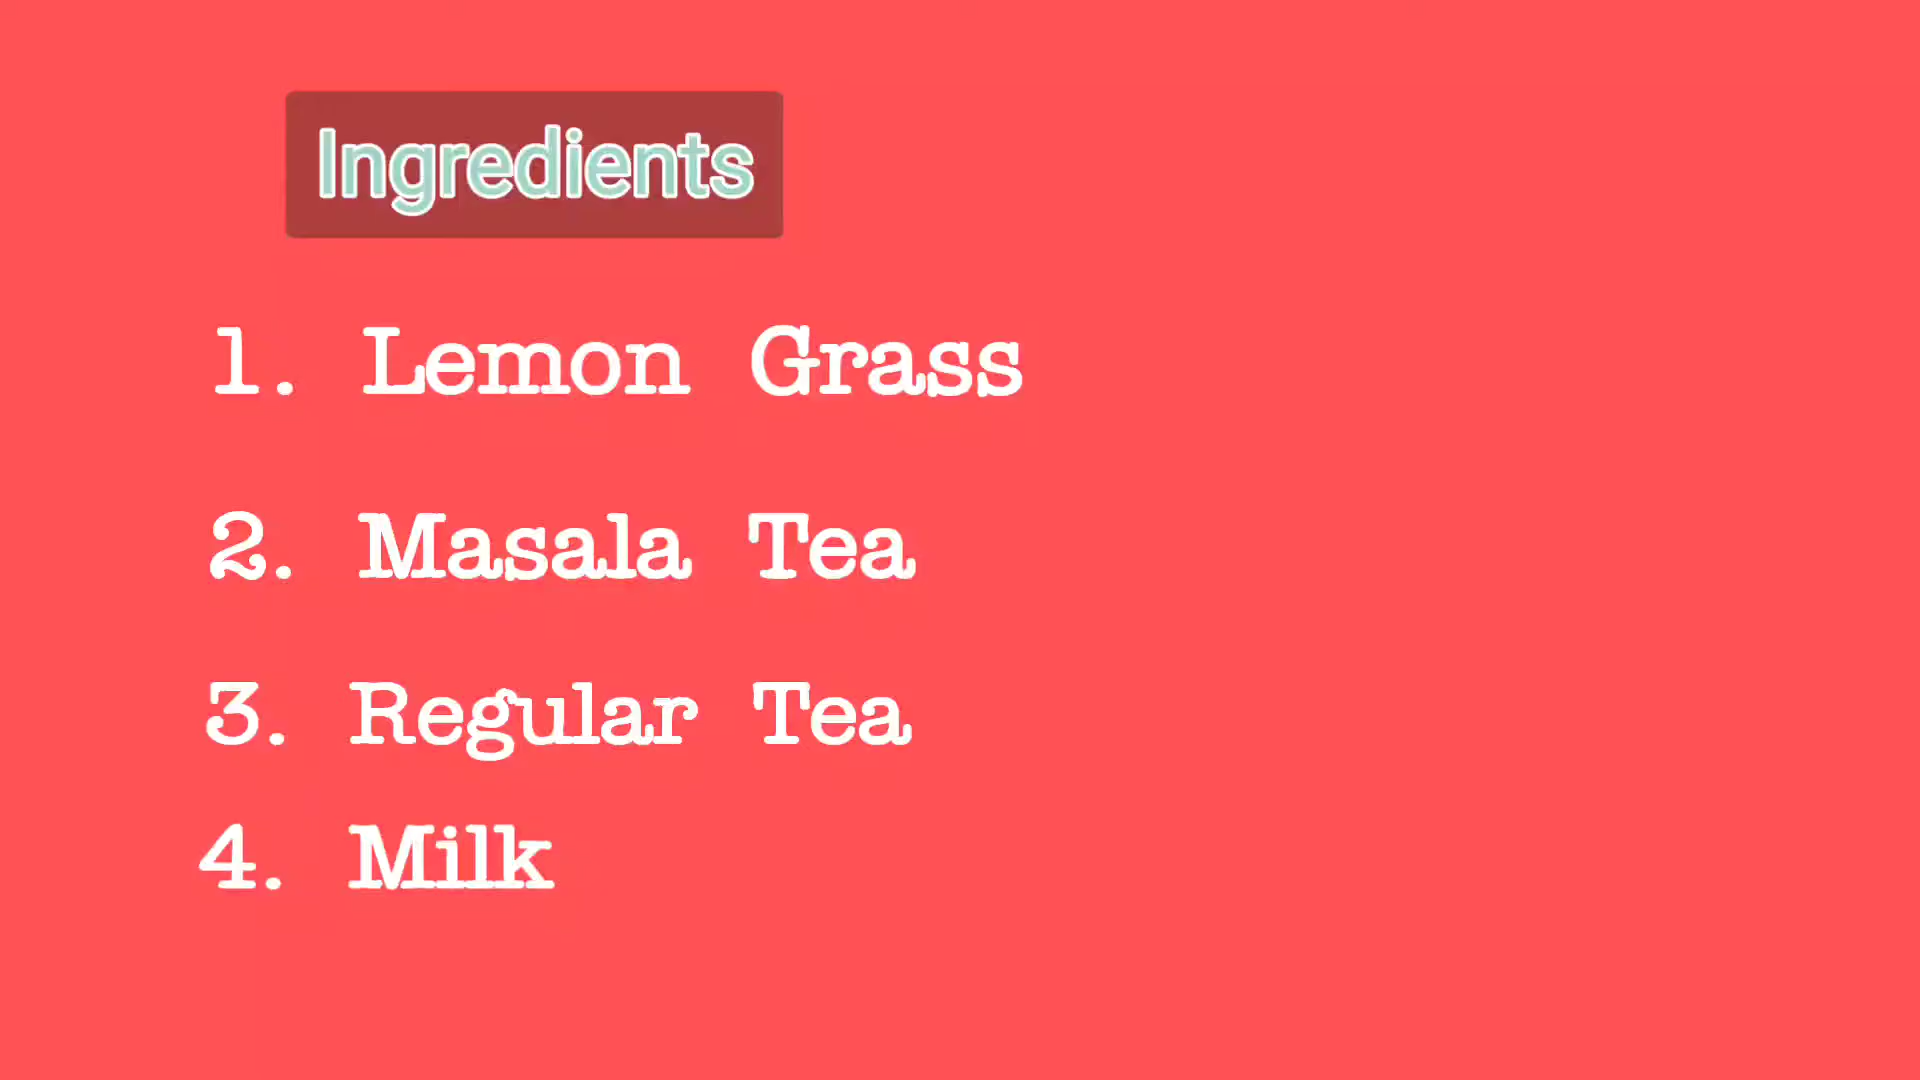 Ingredients
1. Lemon Grass
2. Masala Tea
3. Regular Tea
4. Milk